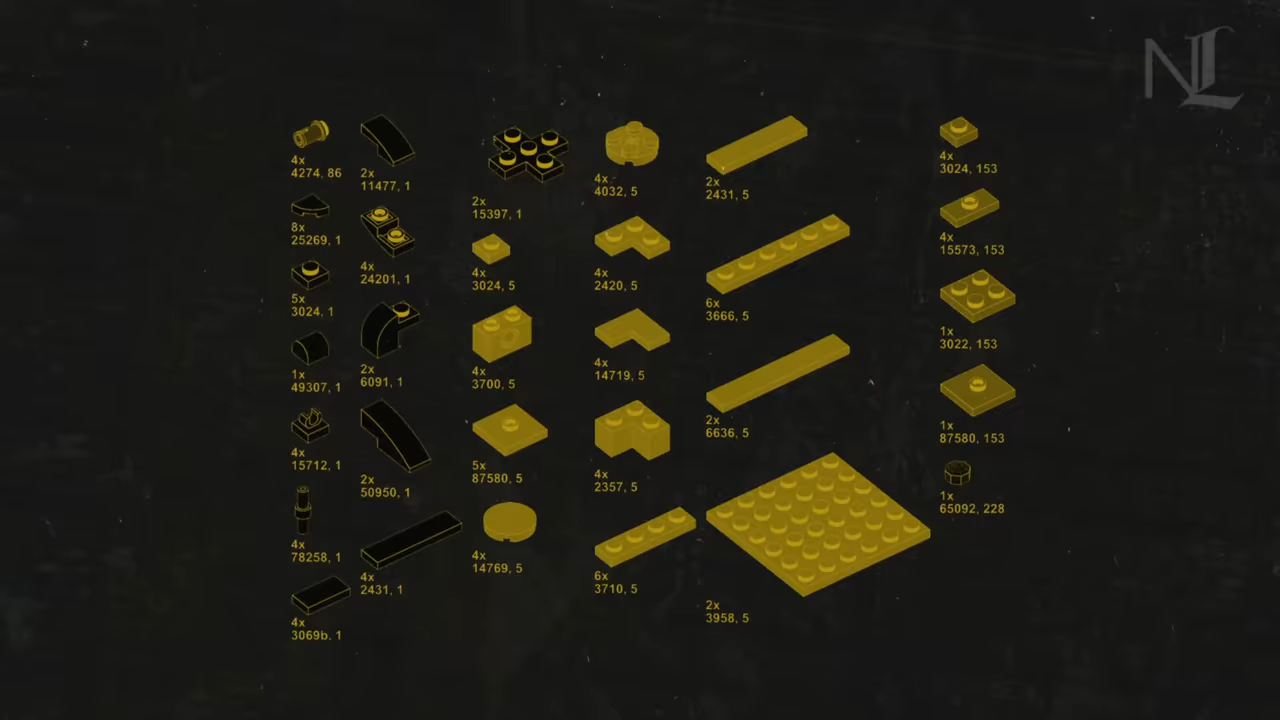 NL
4x
4274, 86
8x
25269, 1
5x
3024, 1
1x
49307, 1
4x
15712, 1
4x
78258, 1
4x
3069b, 1
2x
11477, 1
4x
24201, 1
2x
6091, 1
2x
50950, 1
4x
2431, 1
2x
15397, 1
4x
3024, 5
4x
3700, 5
5x
87580, 5
4x
14769, 5
4x
4032, 5
4x
2420, 5
4x
14719, 5
4x
2357, 5
6x
3710, 5
2x
2431, 5
6x
3666, 5
2x
6636, 5
2x
3958, 5
4x
3024, 153
4x
15573, 153
1x
3022, 153
1x
87580, 153
1x
65092, 228